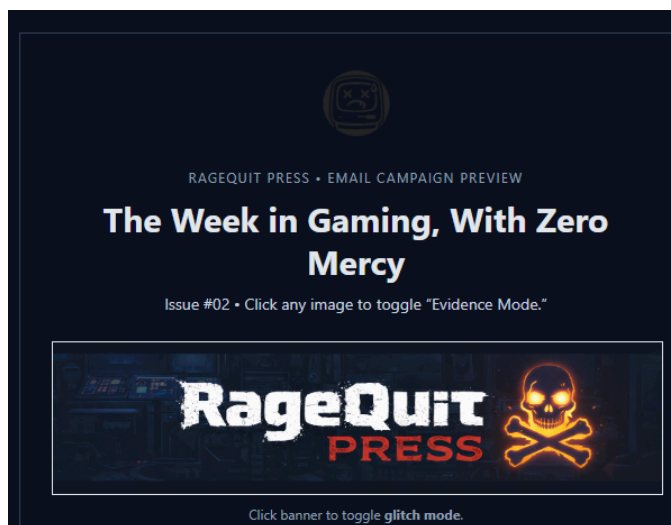 RAGEQUIT PRESS • EMAIL CAMPAIGN PREVIEW
The Week in Gaming, With Zero
Mercy
Issue #02 • Click any image to toggle “Evidence Mode.”
RageQuit
PRESS
Click banner to toggle glitch mode.